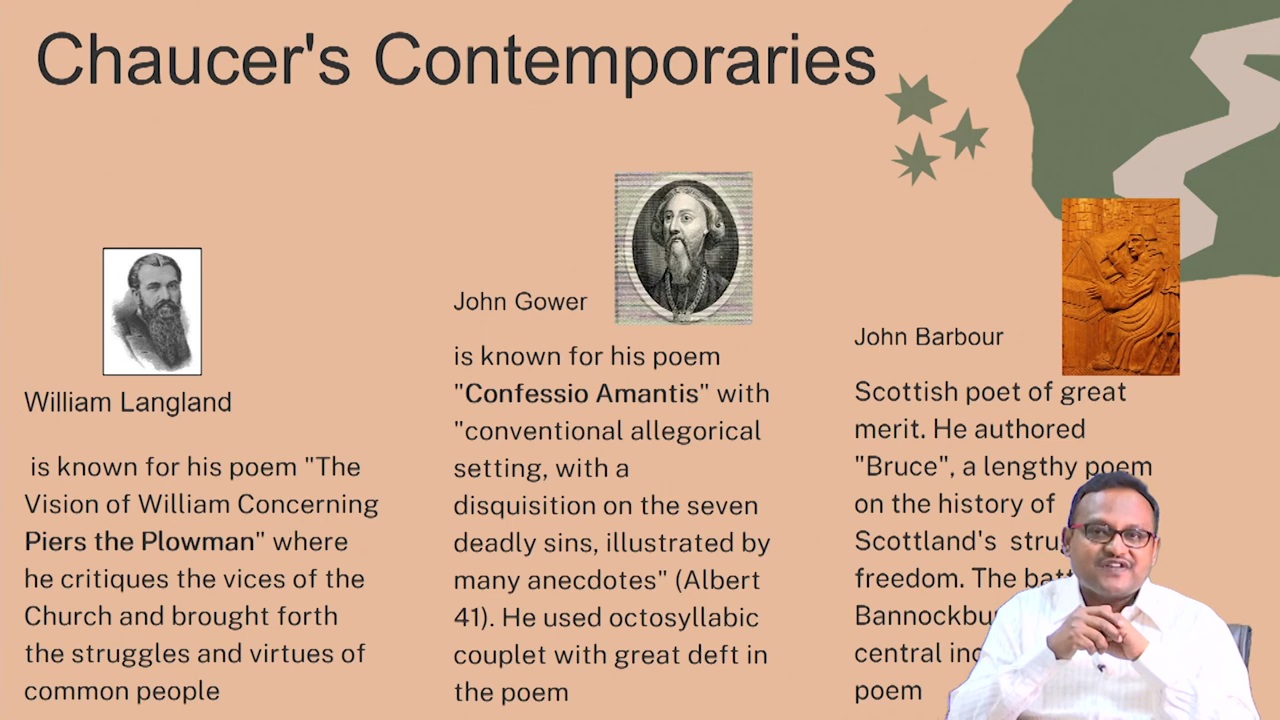 Chaucer's Contemporaries
William Langland
is known for his poem "The
Vision of William Concerning
Piers the Plowman" where
he critiques the vices of the
Church and brought forth
the struggles and virtues of
common people
John Gower
is known for his poem
"Confessio Amantis" with
"conventional allegorical
setting, with a
disquisition on the seven
deadly sins, illustrated by
many anecdotes" (Albert
41). He used octosyllabic
couplet with great deft in
the poem
John Barbour
Scottish poet of great
merit. He authored
"Bruce", a lengthy poem
on the history of
Scottland's
freedom. The
central
poem